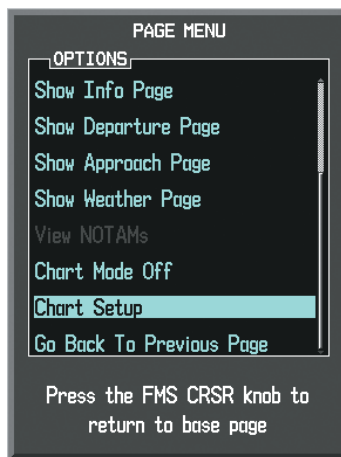 PAGE MENU
OPTIONS
Show Info Page
Show Departure Page
Show Approach Page
Show Weather Page
View NOTAMs
Chart Mode Off
Chart Setup
Go Back To Previous Page
Press the FMS CRSR knob to
return to base page